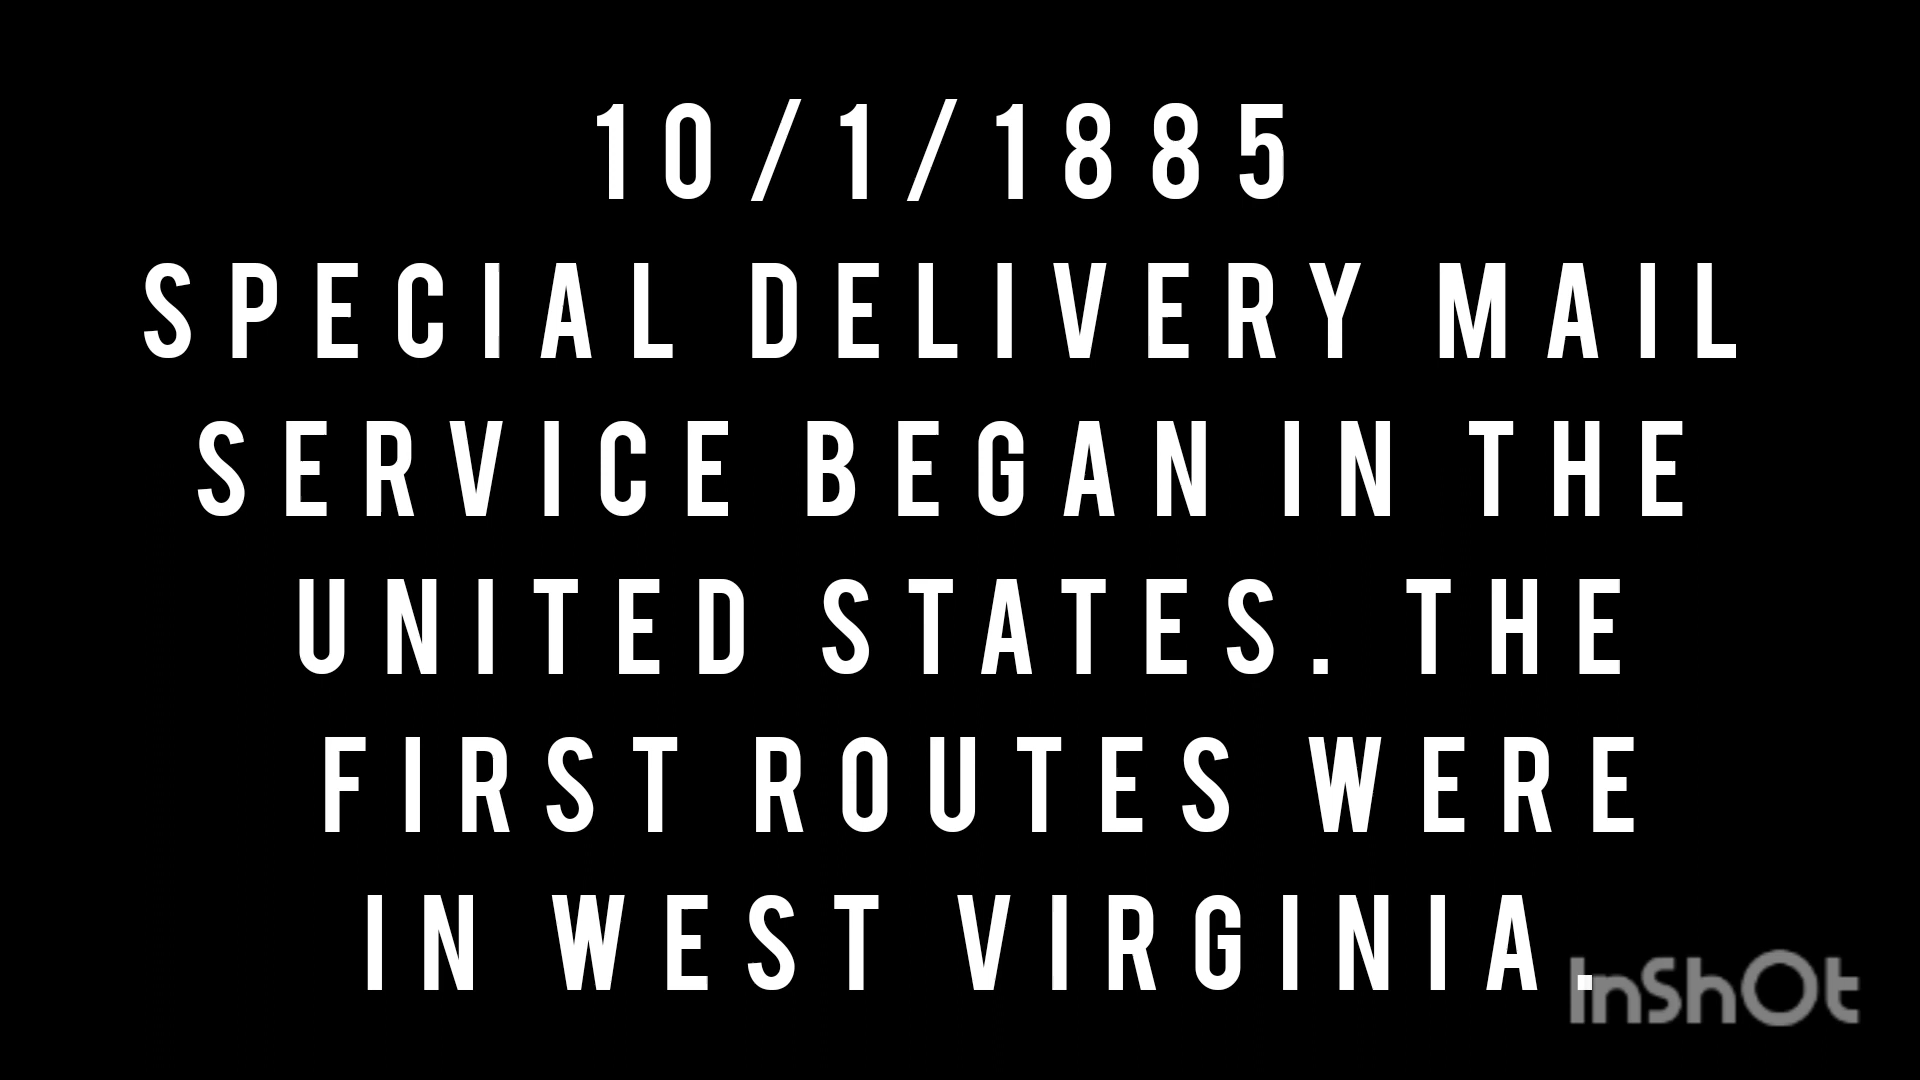 10/1/1885
SPECIAL DELIVERY MAIL
SERVICE BEGAN IN THE
UNITED STATES. THE
FIRST ROUTES WERE
IN WEST VIRGINIA.
InShOt